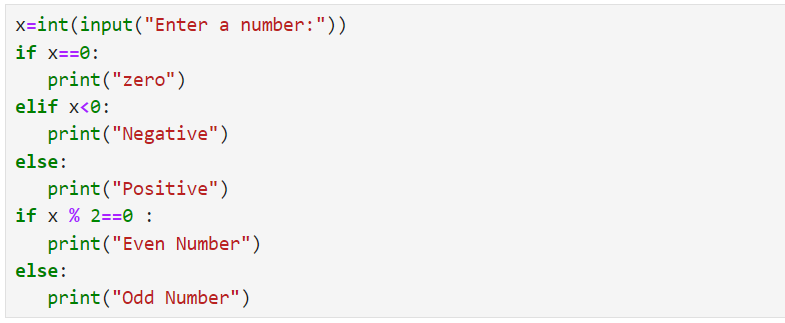 x=int(input("Enter a number:"))
if x==0:
   print("zero")
elif x<0:
   print("Negative")
else:
   print("Positive")
if x % 2==0 :
   print("Even Number")
else:
   print("Odd Number")